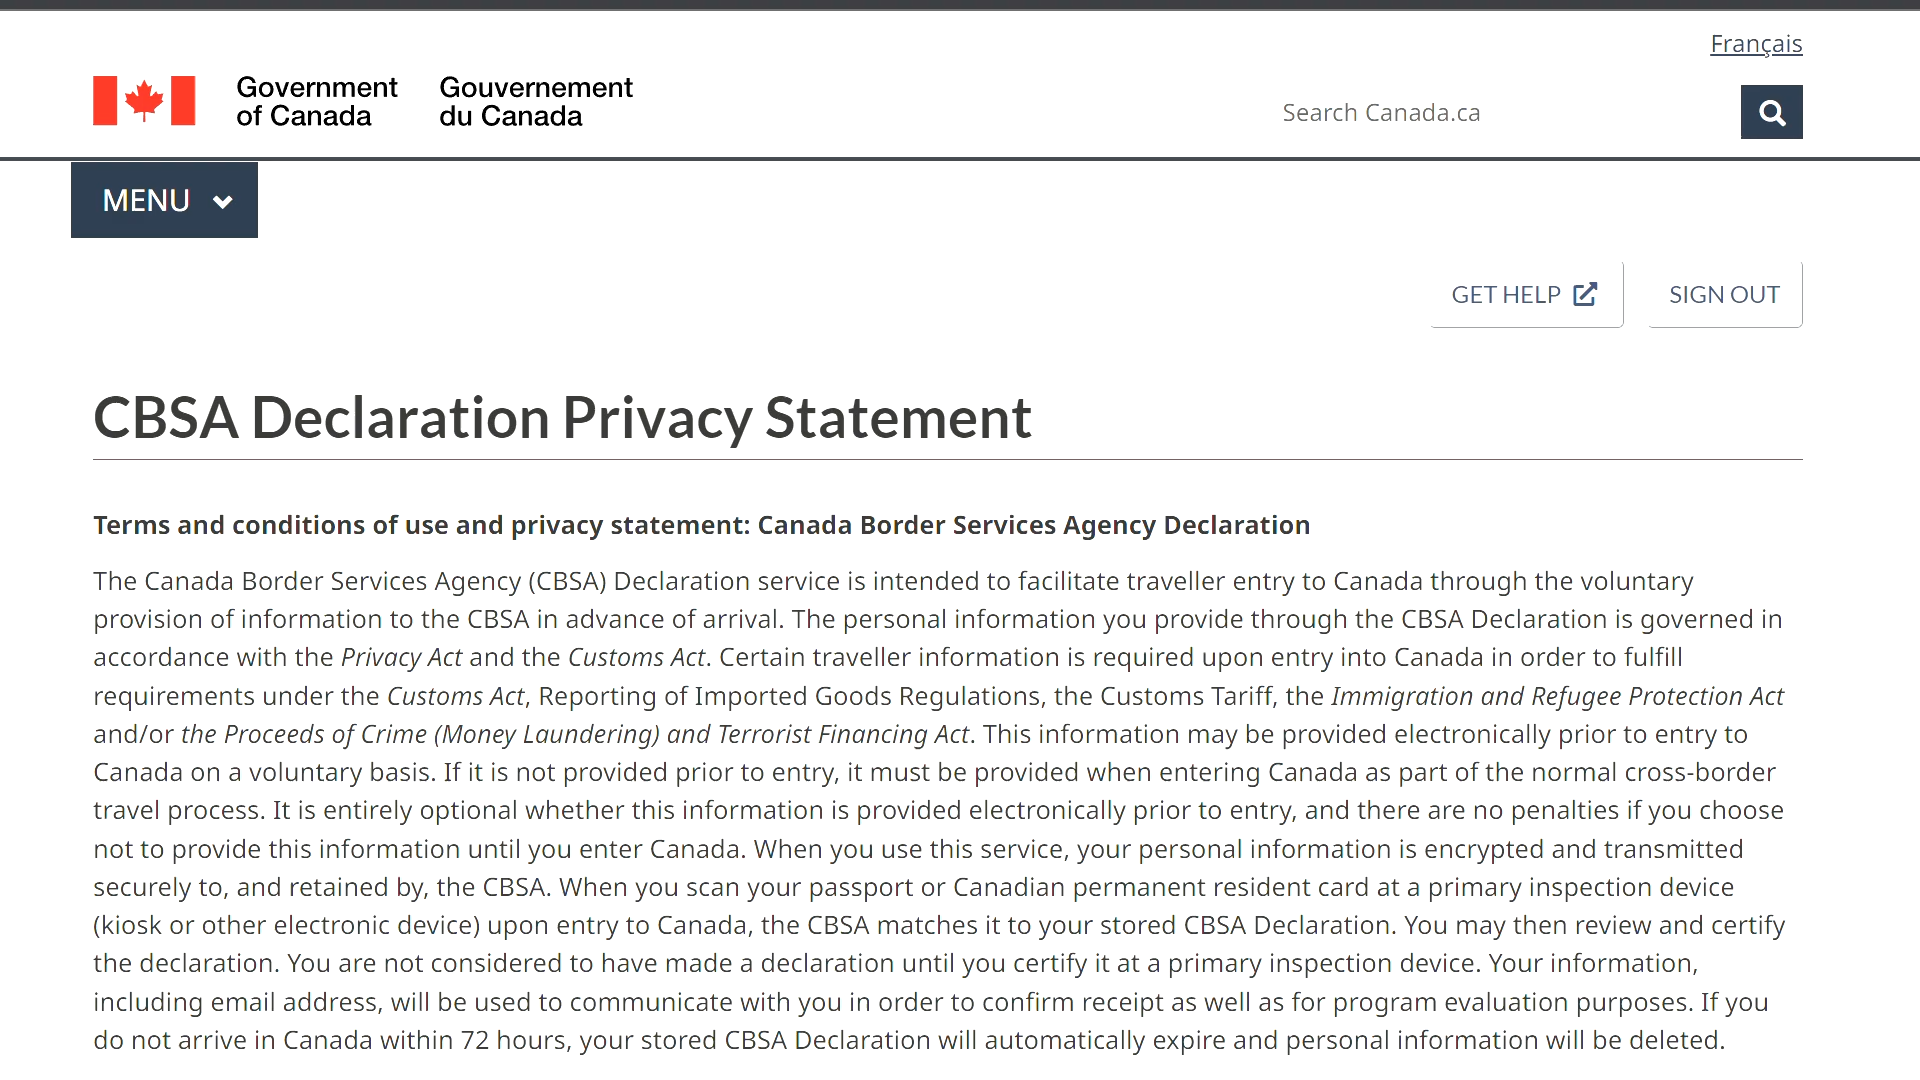 Français
Government of Canada
Gouvernement du Canada
Search Canada.ca
MENU
GET HELP
SIGN OUT
CBSA Declaration Privacy Statement
Terms and conditions of use and privacy statement: Canada Border Services Agency Declaration
The Canada Border Services Agency (CBSA) Declaration service is intended to facilitate traveller entry to Canada through the voluntary
provision of information to the CBSA in advance of arrival. The personal information you provide through the CBSA Declaration is governed in
accordance with the Privacy Act and the Customs Act. Certain traveller information is required upon entry into Canada in order to fulfill
requirements under the Customs Act, Reporting of Imported Goods Regulations, the Customs Tariff, the Immigration and Refugee Protection Act
and/or the Proceeds of Crime (Money Laundering) and Terrorist Financing Act. This information may be provided electronically prior to entry to
Canada on a voluntary basis. If it is not provided prior to entry, it must be provided when entering Canada as part of the normal cross-border
travel process. It is entirely optional whether this information is provided electronically prior to entry, and there are no penalties if you choose
not to provide this information until you enter Canada. When you use this service, your personal information is encrypted and transmitted
securely to, and retained by, the CBSA. When you scan your passport or Canadian permanent resident card at a primary inspection device
(kiosk or other electronic device) upon entry to Canada, the CBSA matches it to your stored CBSA Declaration. You may then review and certify
the declaration. You are not considered to have made a declaration until you certify it at a primary inspection device. Your information,
including email address, will be used to communicate with you in order to confirm receipt as well as for program evaluation purposes. If you
do not arrive in Canada within 72 hours, your stored CBSA Declaration will automatically expire and personal information will be deleted.